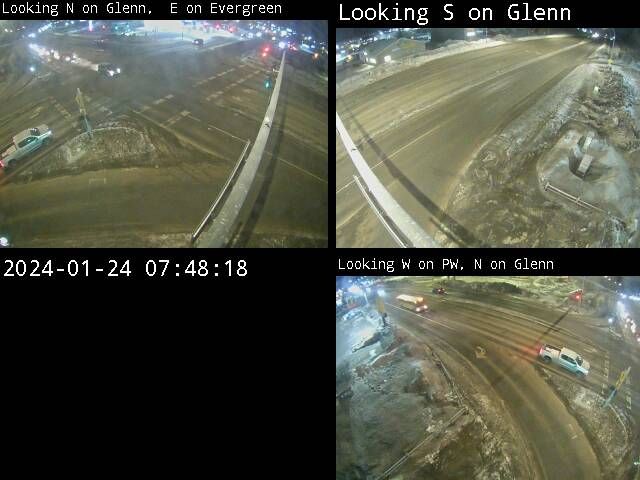 Looking N on Glenn, E on Evergreen
Looking S on Glenn
2024-01-24 07:48:18
Looking W on PW, N on Glenn